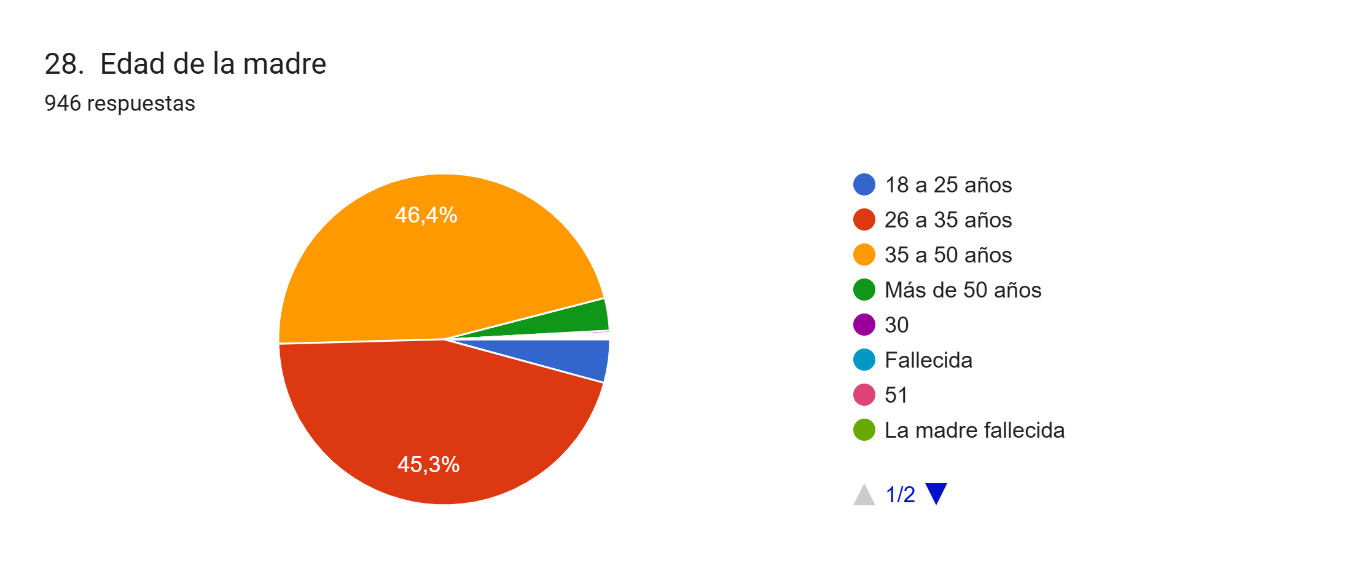 28.  Edad de la madre
946 respuestas
46,4%
45,3%
18 a 25 años
26 a 35 años
35 a 50 años
Más de 50 años
30
Fallecida
51
La madre fallecida
1/2